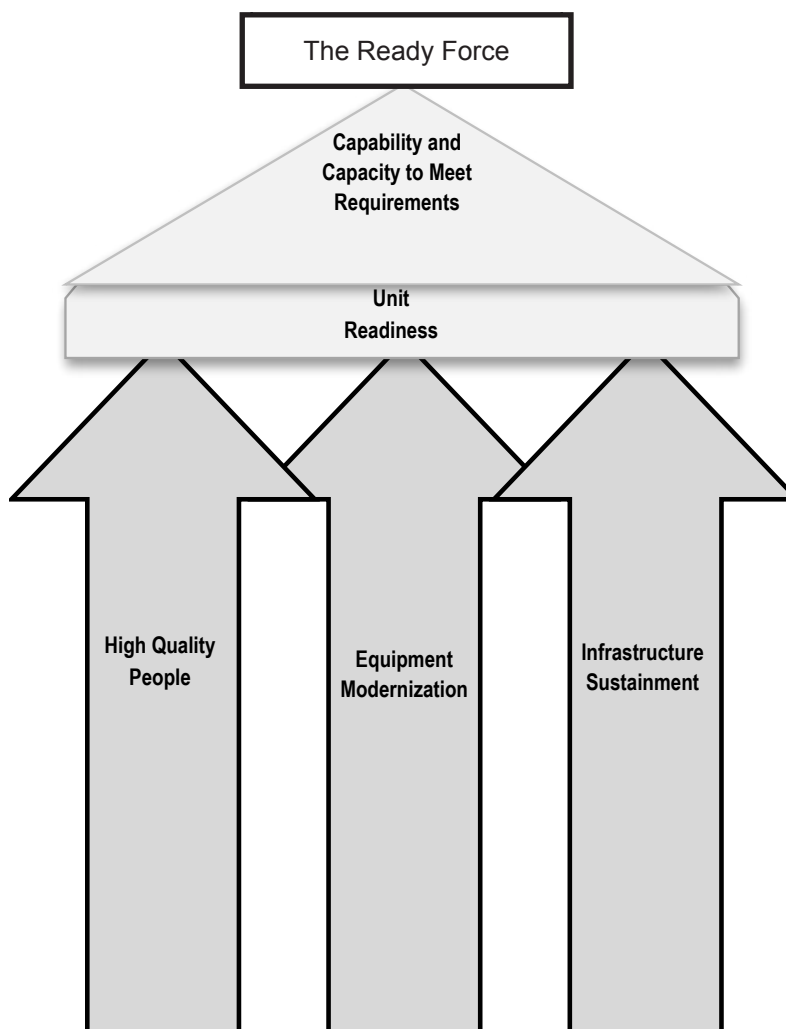 The Ready Force
Capability and
Capacity to Meet
Requirements
Unit
Readiness
High Quality
People
Equipment
Modernization
Infrastructure
Sustainment